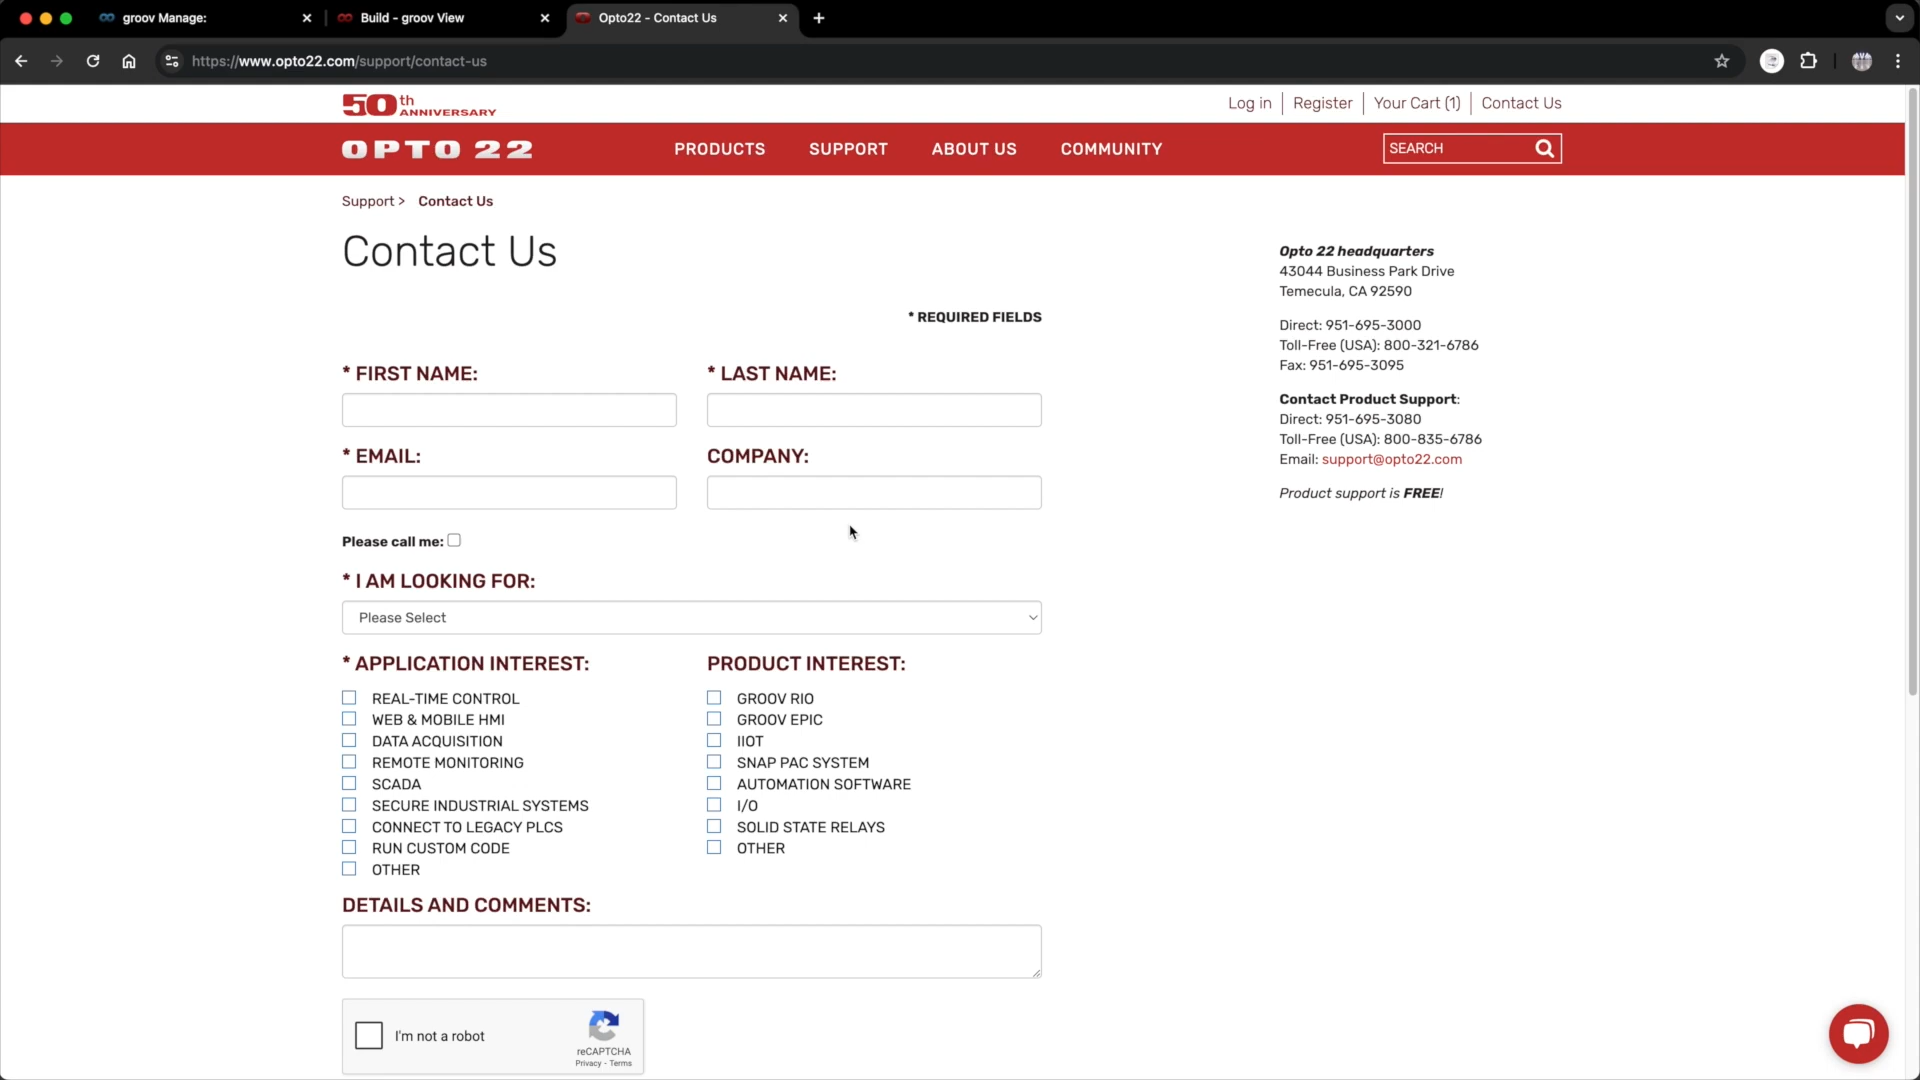 groov Manage:
Build - groov View
Opto22 - Contact Us
https://www.opto22.com/support/contact-us
50th ANNIVERSARY
Log in
Register
Your Cart (1)
Contact Us
OPTO 22
PRODUCTS
SUPPORT
ABOUT US
COMMUNITY
SEARCH
Support > Contact Us
Contact Us
* REQUIRED FIELDS
* FIRST NAME:
* LAST NAME:
* EMAIL:
COMPANY:
Please call me:
* I AM LOOKING FOR:
Please Select
* APPLICATION INTEREST:
REAL-TIME CONTROL
WEB & MOBILE HMI
DATA ACQUISITION
REMOTE MONITORING
SCADA
SECURE INDUSTRIAL SYSTEMS
CONNECT TO LEGACY PLCS
RUN CUSTOM CODE
OTHER
PRODUCT INTEREST:
GROOV RIO
GROOV EPIC
IIOT
SNAP PAC SYSTEM
AUTOMATION SOFTWARE
I/O
SOLID STATE RELAYS
OTHER
DETAILS AND COMMENTS:
I'm not a robot
reCAPTCHA
Privacy - Terms
Opto 22 headquarters
43044 Business Park Drive
Temecula, CA 92590
Direct: 951-695-3000
Toll-Free (USA): 800-321-6786
Fax: 951-695-3095
Contact Product Support:
Direct: 951-695-3080
Toll-Free (USA): 800-835-6786
Email: support@opto22.com
Product support is FREE!